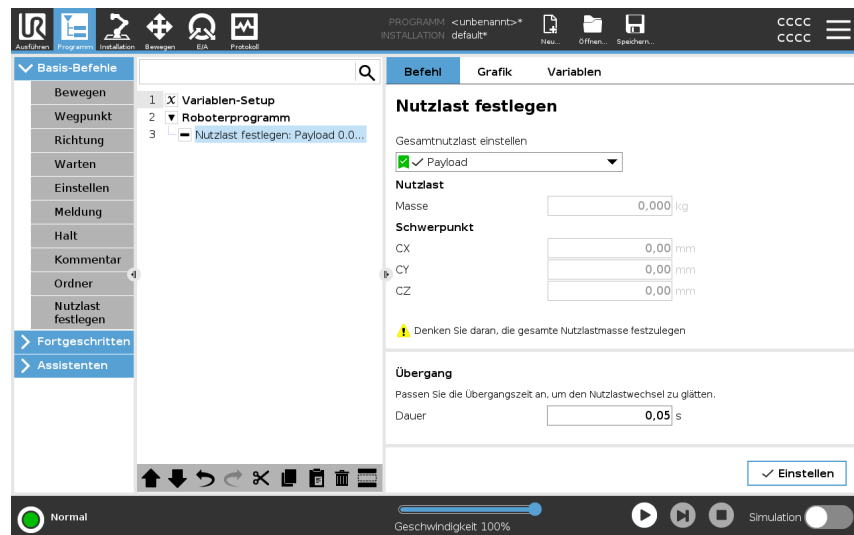 UR
PROGRAMM <unbenannt>*
INSTALLATION default*
cccc
cccc
Ausführen Programm Installation Bewegen E/A Protokoll Neu... Öffnen... Speichern...
Basis-Befehle
Bewegen
Wegpunkt
Richtung
Warten
Einstellen
Meldung
Halt
Kommentar
Ordner
Nutzlast
festlegen
Fortgeschritten
Assistenten
1 X Variablen-Setup
2 Roboterprogramm
3 Nutzlast festlegen: Payload 0.0...
Befehl Grafik Variablen
Nutzlast festlegen
Gesamtnutzlast einstellen
Payload
Nutzlast
Masse 0,000 kg
Schwerpunkt
CX 0,00 mm
CY 0,00 mm
CZ 0,00 mm
Denken Sie daran, die gesamte Nutzlastmasse festzulegen
Übergang
Passen Sie die Übergangszeit an, um den Nutzlastwechsel zu glätten.
Dauer 0,05 s
Einstellen
Normal
Geschwindigkeit 100%
Simulation